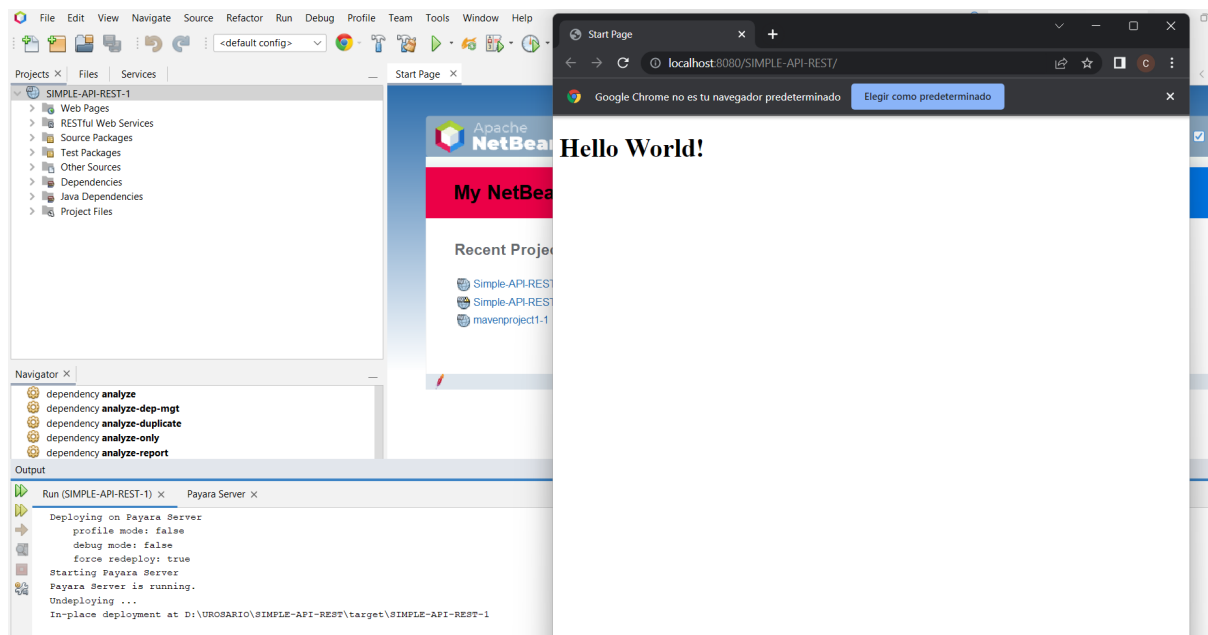 File Edit View Navigate Source Refactor Run Debug Profile Team Tools Window Help
<default config>
Projects Files Services
SIMPLE-API-REST-1
Web Pages
RESTful Web Services
Source Packages
Test Packages
Other Sources
Dependencies
Java Dependencies
Project Files
Navigator
dependency analyze
dependency analyze-dep-mgt
dependency analyze-duplicate
dependency analyze-only
dependency analyze-report
Start Page
Apache
NetBea
My NetBea
Recent Proje
Simple-API-REST
Simple-API-REST
mavenproject1-1
Start Page
localhost:8080/SIMPLE-API-REST/
C
Google Chrome no es tu navegador predeterminado Elegir como predeterminado
Hello World!
Output
Run (SIMPLE-API-REST-1) Payara Server
Deploying on Payara Server
profile mode: false
debug mode: false
force redeploy: true
Starting Payara Server
Payara Server is running.
Undeploying ...
In-place deployment at D:\UROSARIO\SIMPLE-API-REST\target\SIMPLE-API-REST-1